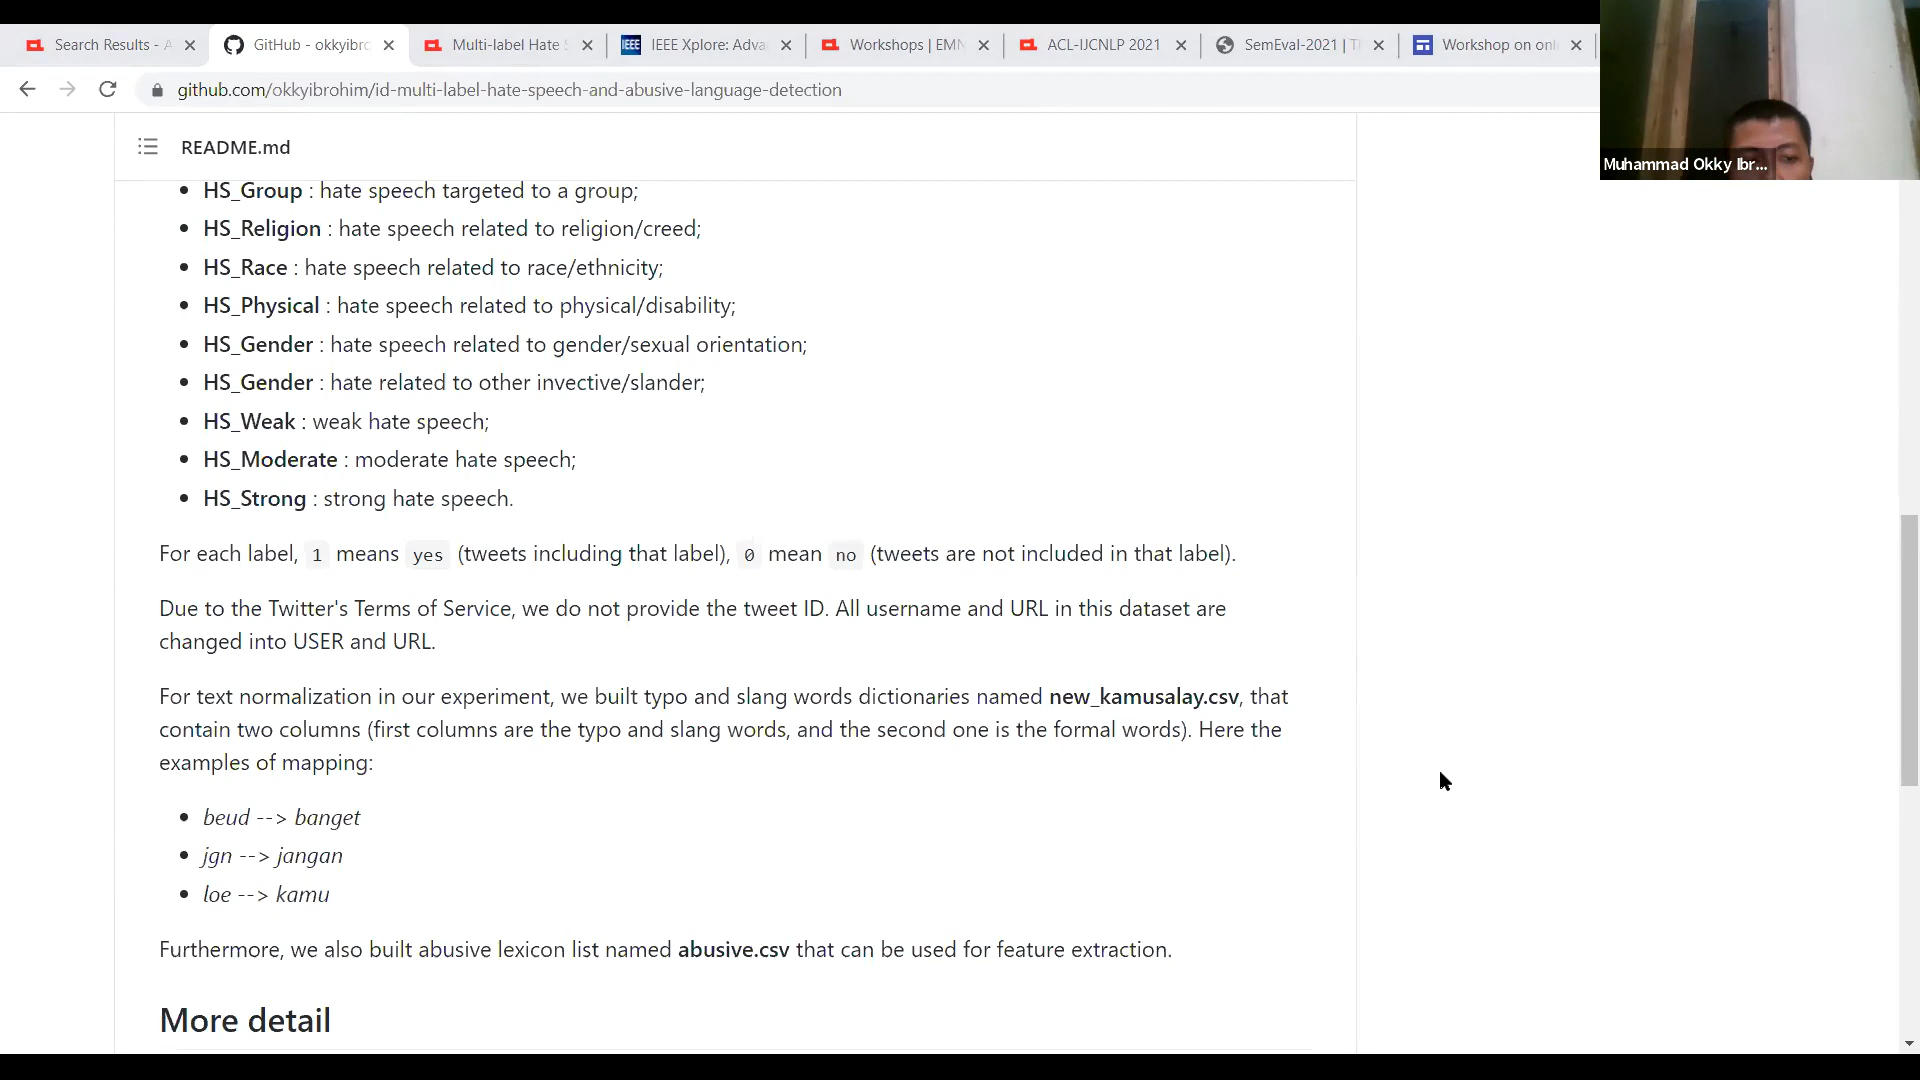 Search Results - A
GitHub - okkyibro
Multi-label Hate S
IEEE Xplore: Adva
Workshops | EMN
ACL-IJCNLP 2021
SemEval-2021 | T
Workshop on onli
github.com/okkyibrohim/id-multi-label-hate-speech-and-abusive-language-detection
Muhammad Okky Ibr...
README.md
HS_Group : hate speech targeted to a group;
HS_Religion : hate speech related to religion/creed;
HS_Race : hate speech related to race/ethnicity;
HS_Physical : hate speech related to physical/disability;
HS_Gender : hate speech related to gender/sexual orientation;
HS_Gender : hate related to other invective/slander;
HS_Weak : weak hate speech;
HS_Moderate : moderate hate speech;
HS_Strong : strong hate speech.
For each label, 1 means yes (tweets including that label), 0 mean no (tweets are not included in that label).
Due to the Twitter's Terms of Service, we do not provide the tweet ID. All username and URL in this dataset are
changed into USER and URL.
For text normalization in our experiment, we built typo and slang words dictionaries named new_kamusalay.csv, that
contain two columns (first columns are the typo and slang words, and the second one is the formal words). Here the
examples of mapping:
beud --> banget
jgn --> jangan
loe --> kamu
Furthermore, we also built abusive lexicon list named abusive.csv that can be used for feature extraction.
More detail